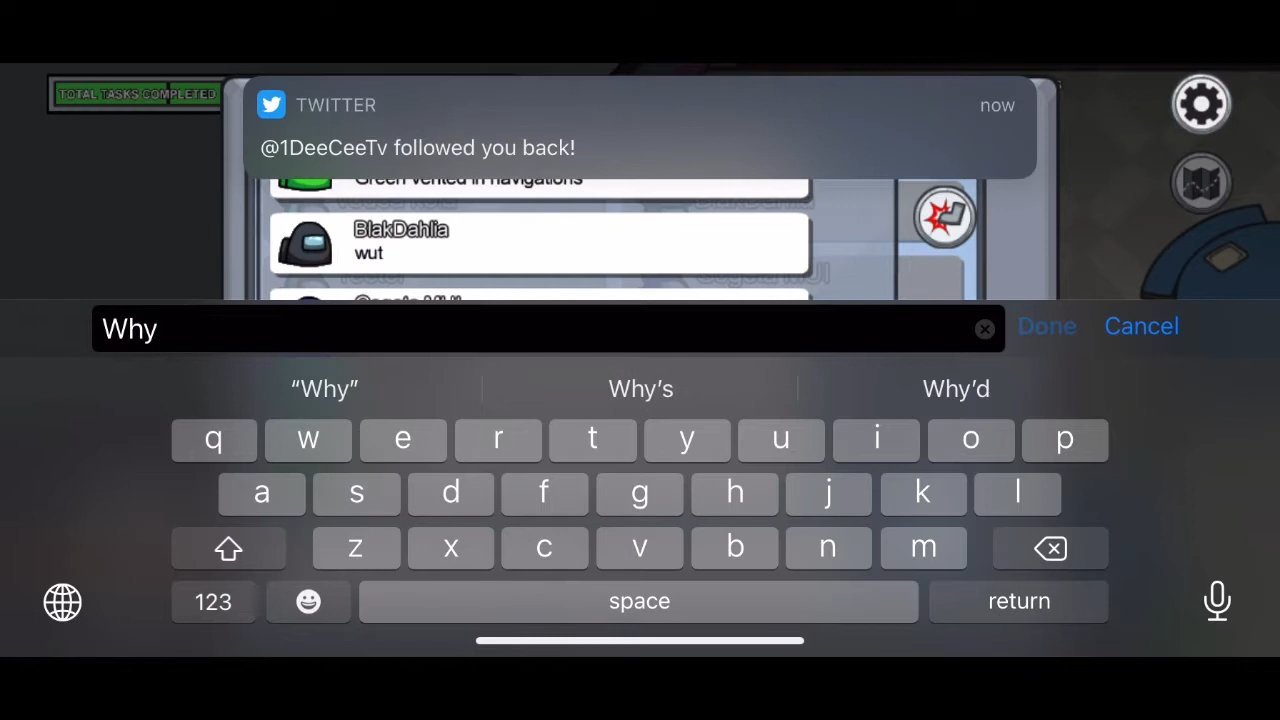 TOTAL TASKS COMPLETED
TWITTER
now
@1DeeCeeTv followed you back!
Green vented in navigations
BlakDahlia
wut
Why
Done
Cancel
“Why”
Why's
Why'd
q w e r t y u i o p
a s d f g h j k l
z x c v b n m
123
space
return